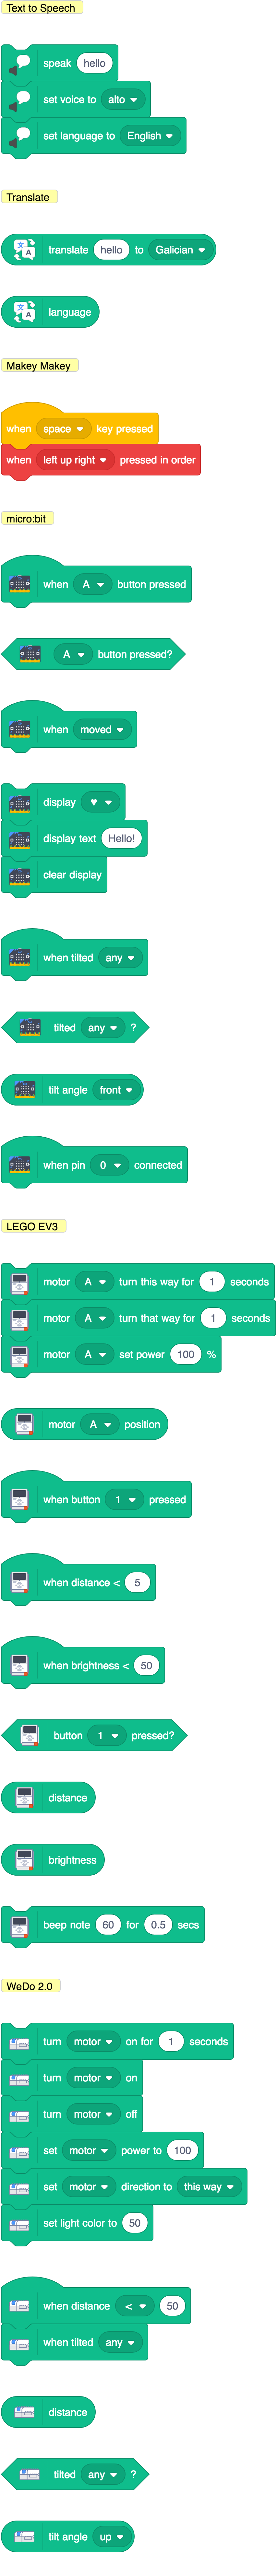 Text to Speech
speak hello
set voice to alto
set language to English
Translate
translate hello to Galician
language
Makey Makey
when space key pressed
when left up right pressed in order
micro:bit
when A button pressed
A button pressed?
when moved
display ♥
display text Hello!
clear display
when tilted any
tilted any ?
tilt angle front
when pin 0 connected
LEGO EV3
motor A turn this way for 1 seconds
motor A turn that way for 1 seconds
motor A set power 100 %
motor A position
when button 1 pressed
when distance < 5
when brightness < 50
button 1 pressed?
distance
brightness
beep note 60 for 0.5 secs
WeDo 2.0
turn motor on for 1 seconds
turn motor on
turn motor off
set motor power to 100
set motor direction to this way
set light color to 50
when distance < 50
when tilted any
distance
tilted any ?
tilt angle up